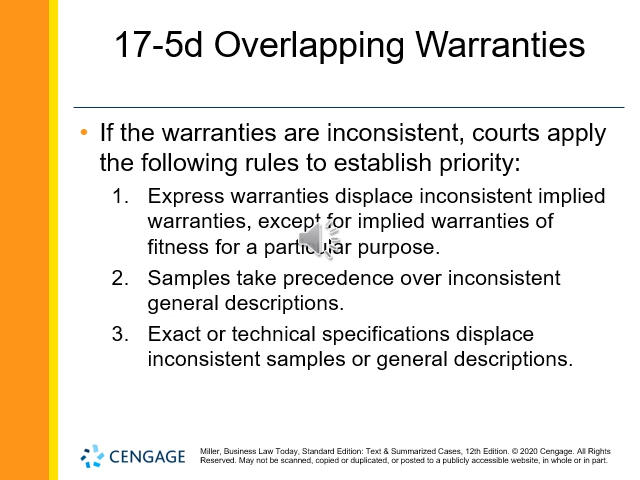 17-5d Overlapping Warranties
• If the warranties are inconsistent, courts apply
the following rules to establish priority:
1. Express warranties displace inconsistent implied
warranties, except for implied warranties of
fitness for a particular purpose.
2. Samples take precedence over inconsistent
general descriptions.
3. Exact or technical specifications displace
inconsistent samples or general descriptions.
CENGAGE
Miller, Business Law Today, Standard Edition: Text & Summarized Cases, 12th Edition. © 2020 Cengage. All Rights
Reserved. May not be scanned, copied or duplicated, or posted to a publicly accessible website, in whole or in part.